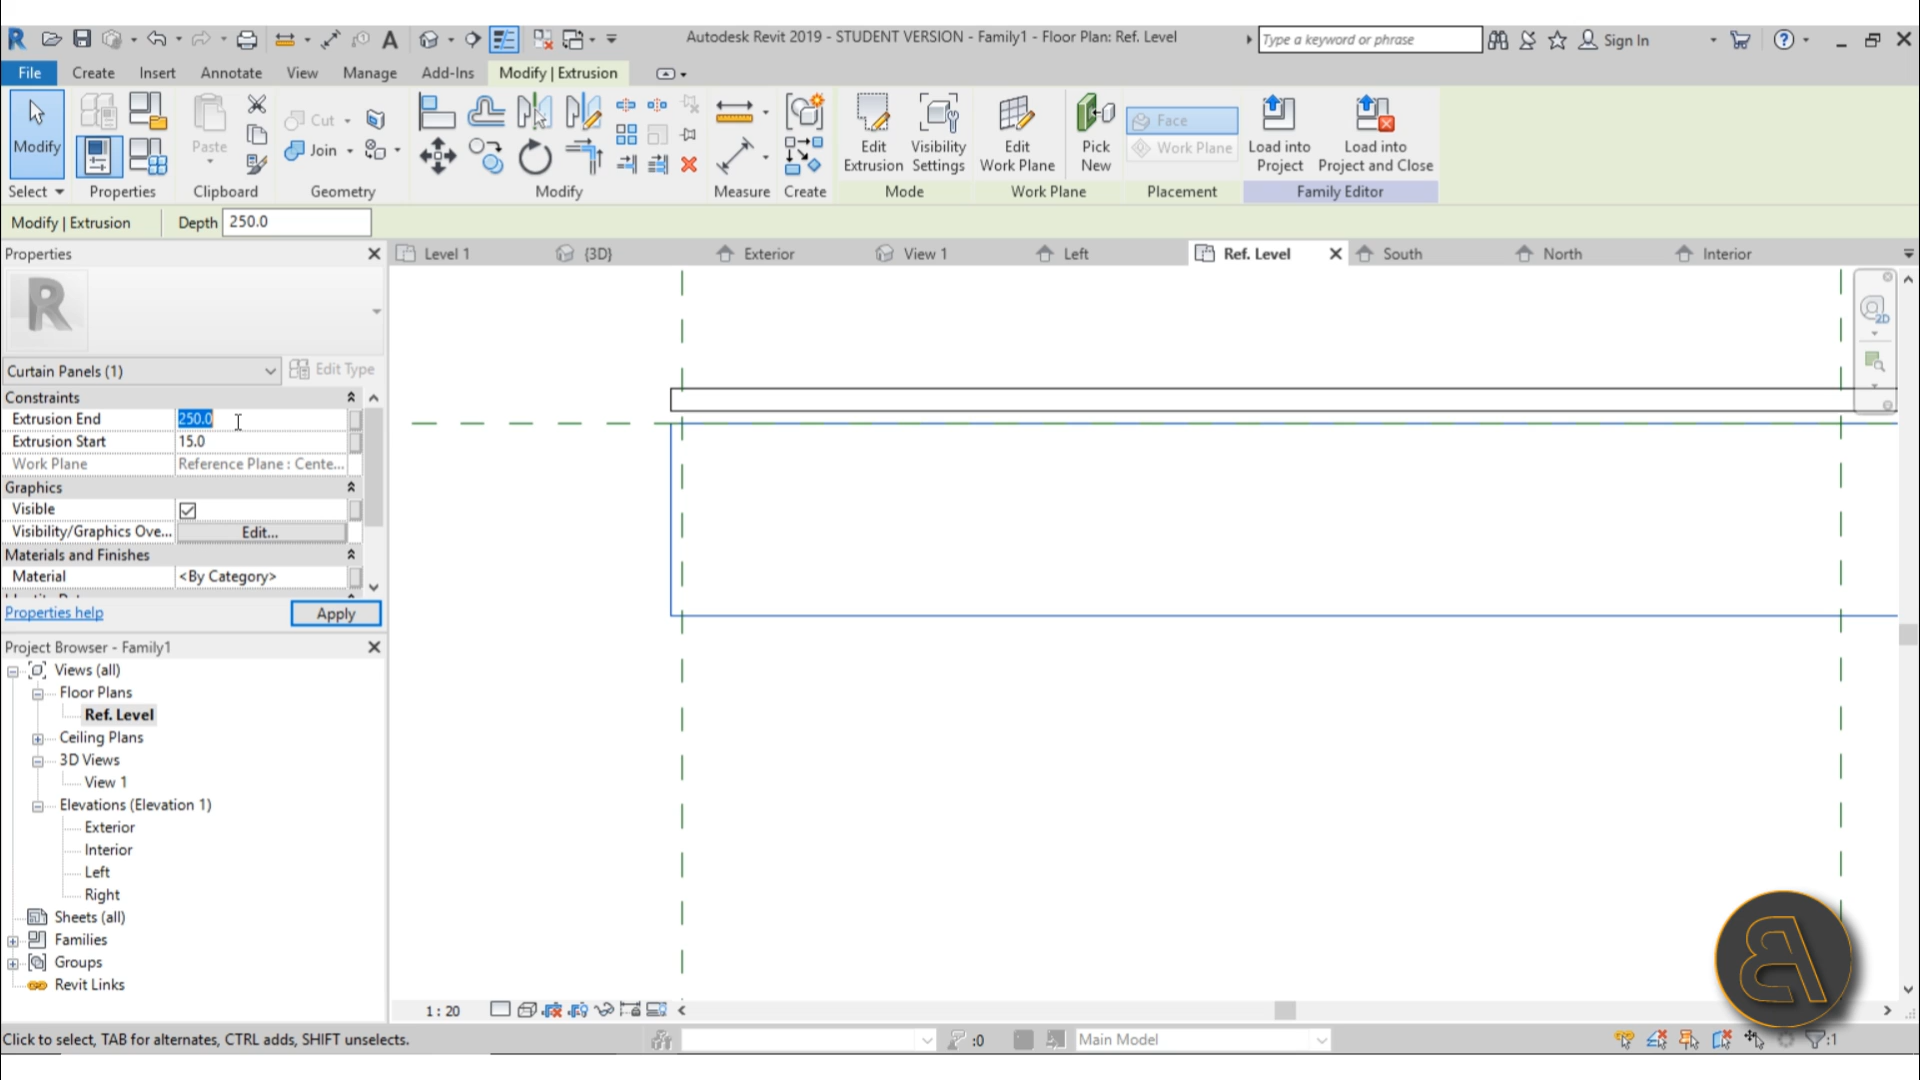 Autodesk Revit 2019 - STUDENT VERSION - Family1 - Floor Plan: Ref. Level
Type a keyword or phrase
Sign In
File
Create
Insert
Annotate
View
Manage
Add-Ins
Modify | Extrusion
Modify
Paste
Cut
Join
Edit Extrusion
Visibility Settings
Edit Work Plane
Pick New
Face
Work Plane
Load into Project
Load into Project and Close
Select
Properties
Clipboard
Geometry
Modify
Measure
Create
Mode
Work Plane
Placement
Family Editor
Modify | Extrusion
Depth 250.0
Properties
Level 1
{3D}
Exterior
View 1
Left
Ref. Level
South
North
Interior
2D
Curtain Panels (1)
Edit Type
Constraints
Extrusion End 250.0
Extrusion Start 15.0
Work Plane Reference Plane : Cente...
Graphics
Visible
Visibility/Graphics Ove... Edit...
Materials and Finishes
Material <By Category>
Properties help
Apply
Project Browser - Family1
Views (all)
Floor Plans
Ref. Level
Ceiling Plans
3D Views
View 1
Elevations (Elevation 1)
Exterior
Interior
Left
Right
Sheets (all)
Families
Groups
Revit Links
1 : 20
Click to select, TAB for alternates, CTRL adds, SHIFT unselects.
:0
Main Model
:1